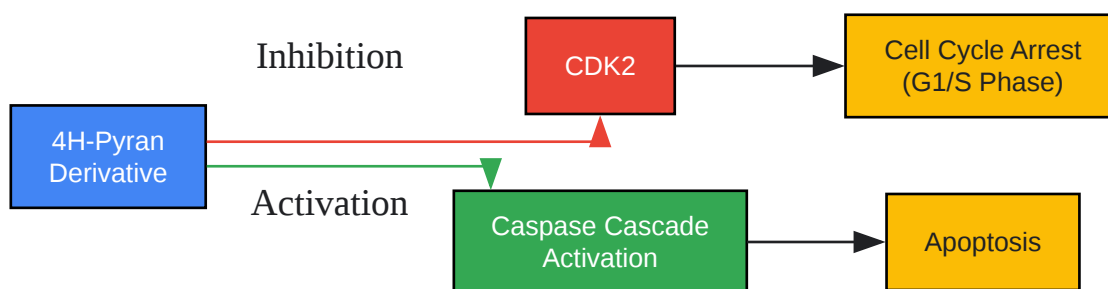 Inhibition
CDK2
Cell Cycle Arrest
(G1/S Phase)
4H-Pyran
Derivative
Activation
Caspase Cascade
Activation
Apoptosis